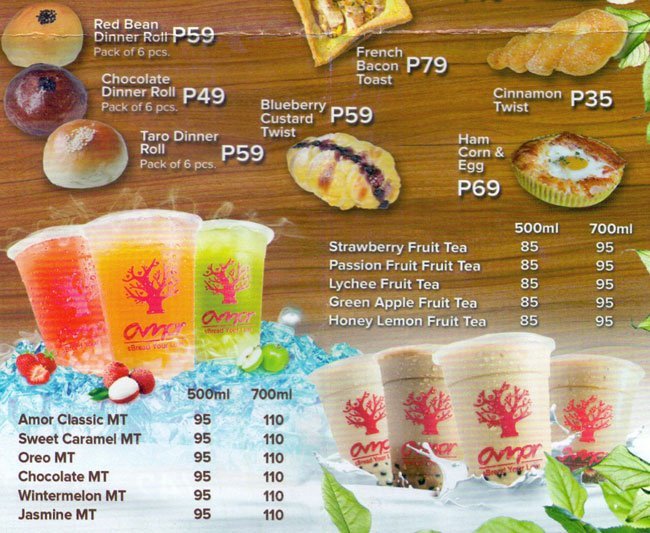 Red Bean
Dinner Roll P59
Pack of 6 pcs.
Chocolate
Dinner Roll P49
Pack of 6 pcs.
Taro Dinner
Roll P59
Pack of 6 pcs.
Blueberry
Custard P59
Twist
French
Bacon P79
Toast
Cinnamon P35
Twist
Ham
Corn &
Egg
P69
500ml 700ml
Strawberry Fruit Tea 85 95
Passion Fruit Fruit Tea 85 95
Lychee Fruit Tea 85 95
Green Apple Fruit Tea 85 95
Honey Lemon Fruit Tea 85 95
amor
eBread Your L
amor
amor
eBread Your L
500ml 700ml
Amor Classic MT 95 110
Sweet Caramel MT 95 110
Oreo MT 95 110
Chocolate MT 95 110
Wintermelon MT 95 110
Jasmine MT 95 110